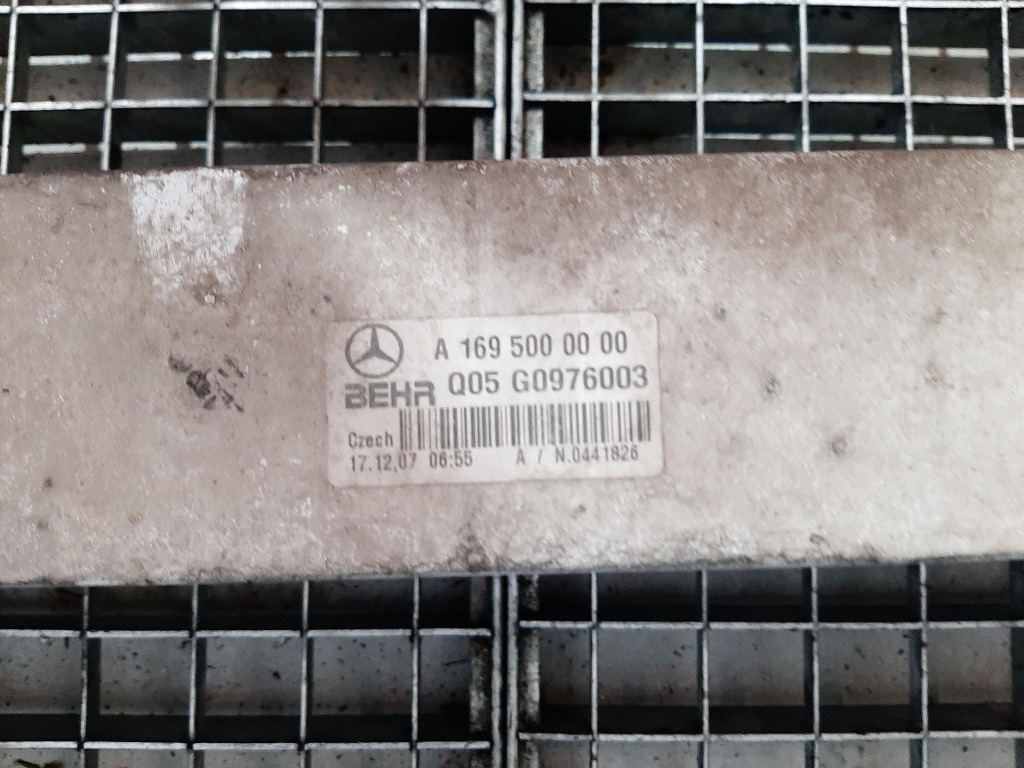 A 169 500 00 00
BEHR Q05 G0976003
Czech
17.12.07 06:55 A / N.0441826